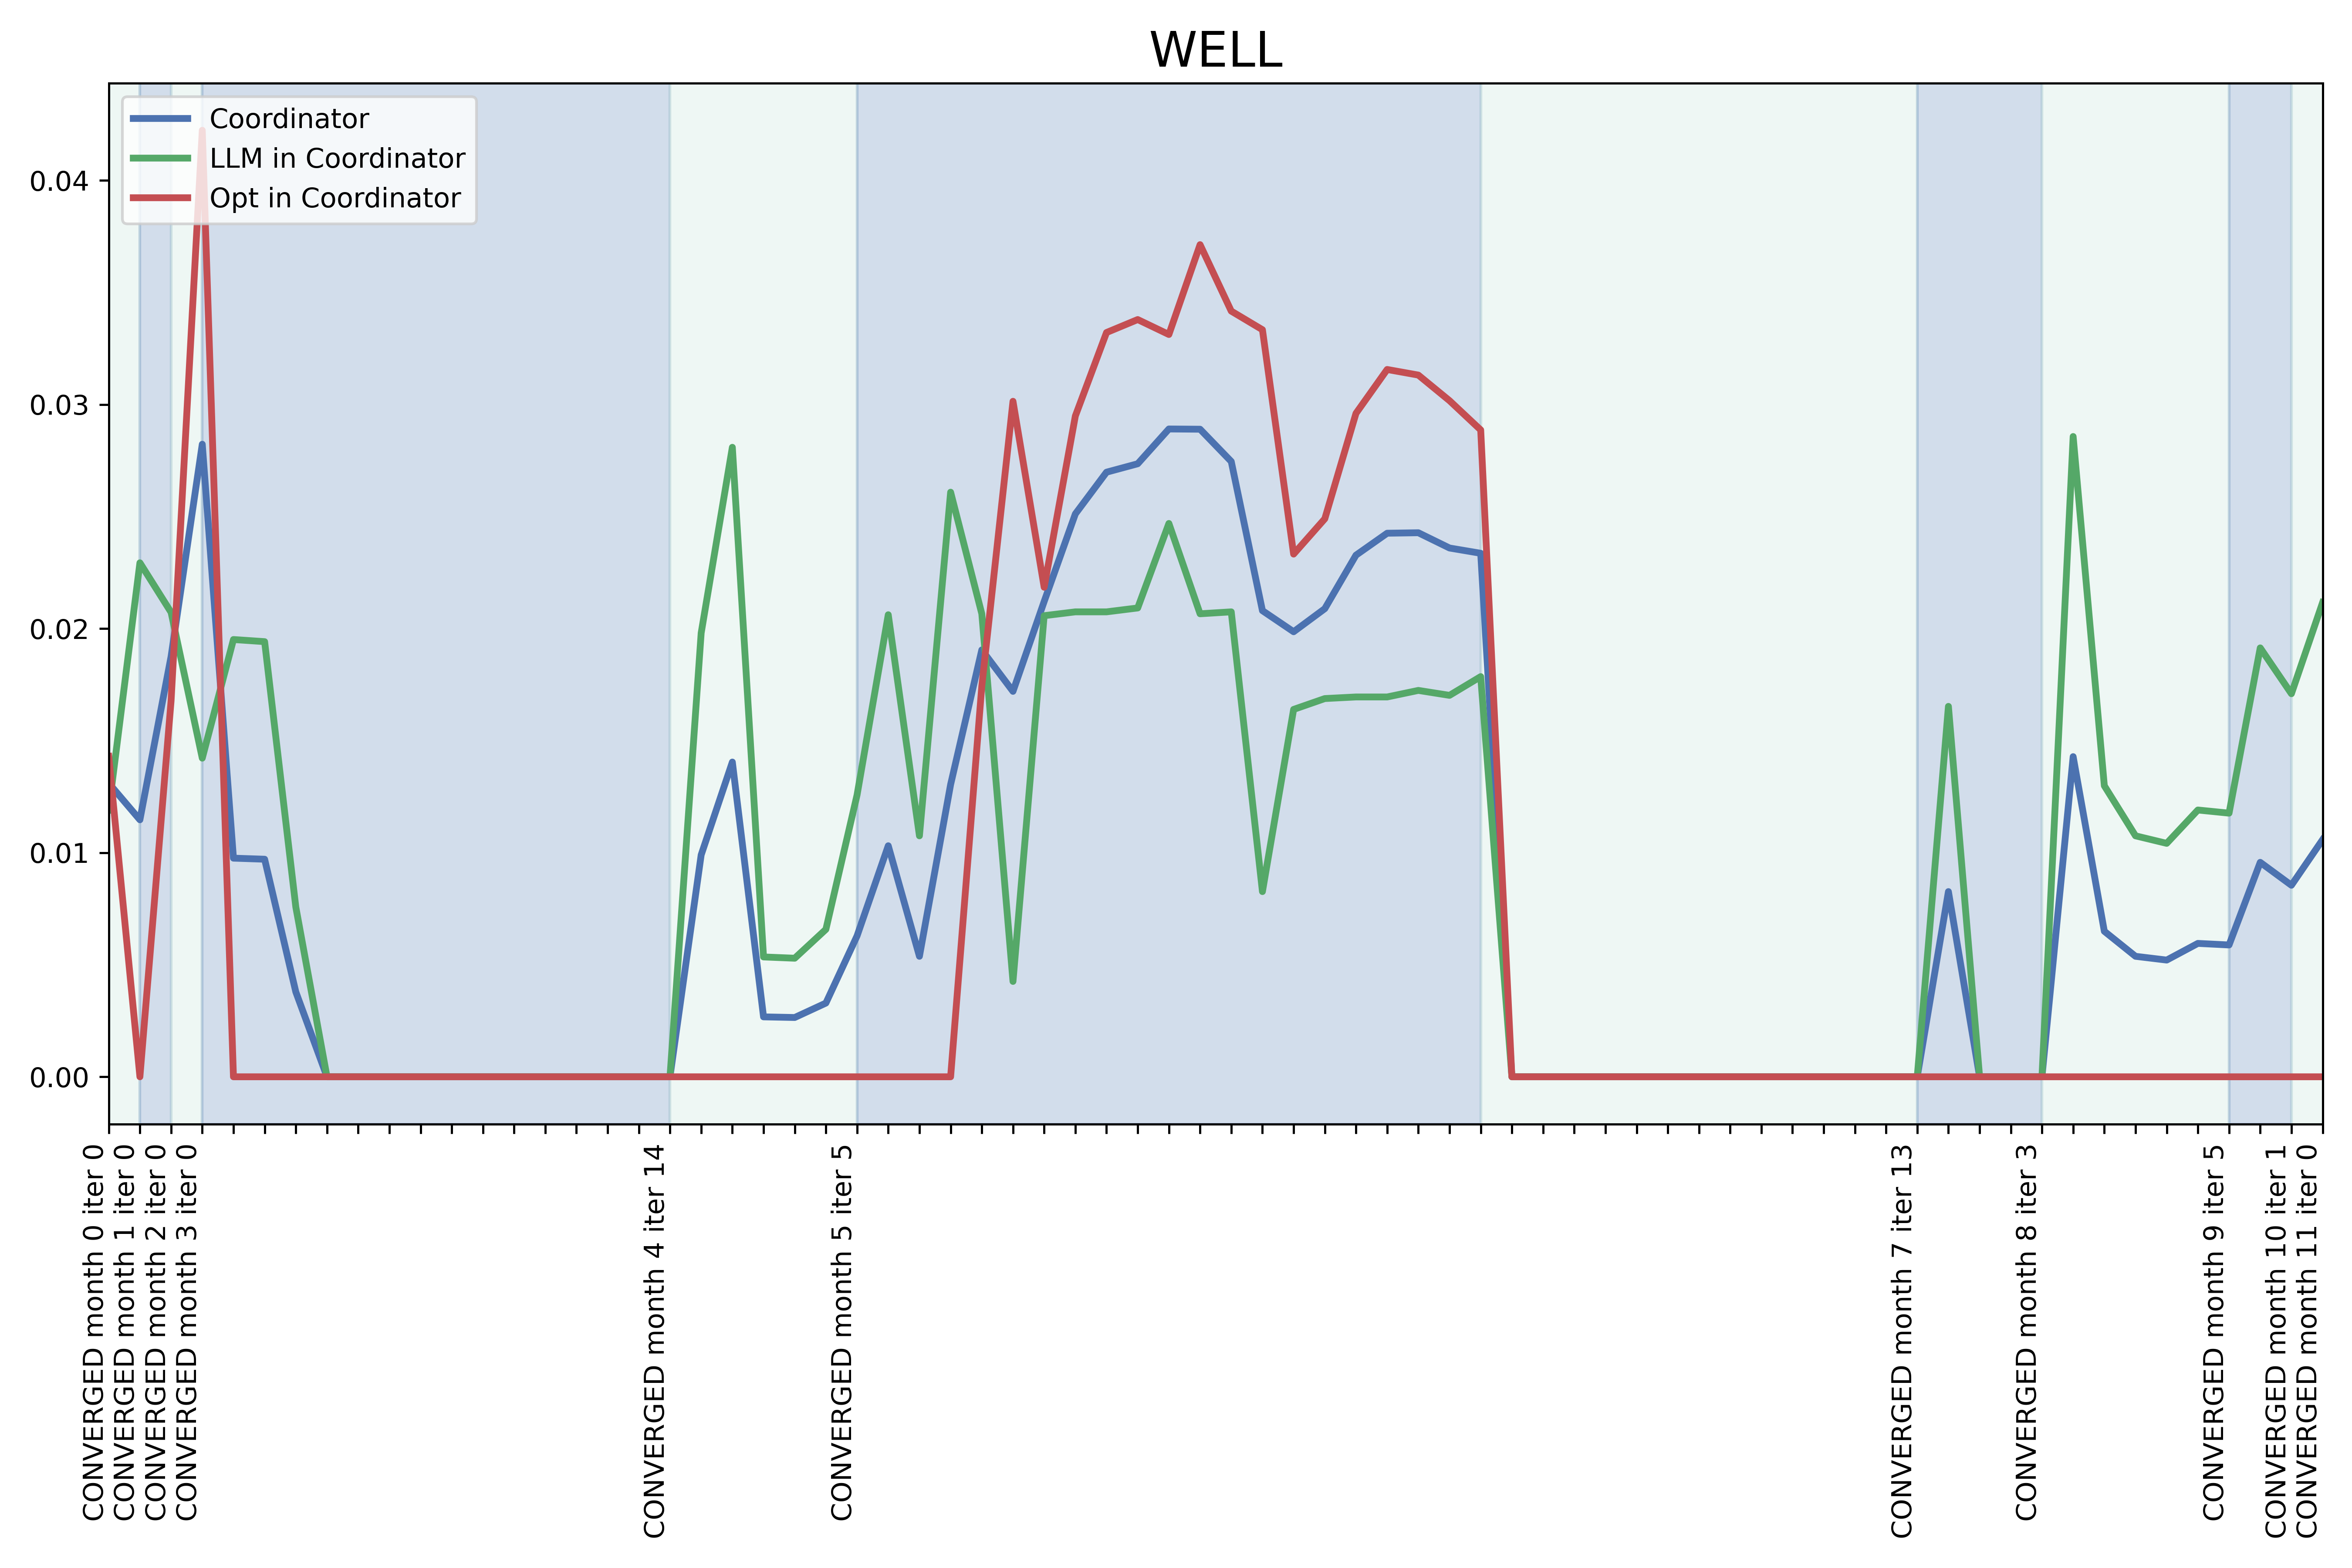 WELL
Coordinator
LLM in Coordinator
Opt in Coordinator
0.04
0.03
0.02
0.01
0.00
CONVERGED month 0 iter 0
CONVERGED month 1 iter 0
CONVERGED month 2 iter 0
CONVERGED month 3 iter 0
CONVERGED month 4 iter 14
CONVERGED month 5 iter 5
CONVERGED month 7 iter 13
CONVERGED month 8 iter 3
CONVERGED month 9 iter 5
CONVERGED month 10 iter 1
CONVERGED month 11 iter 0